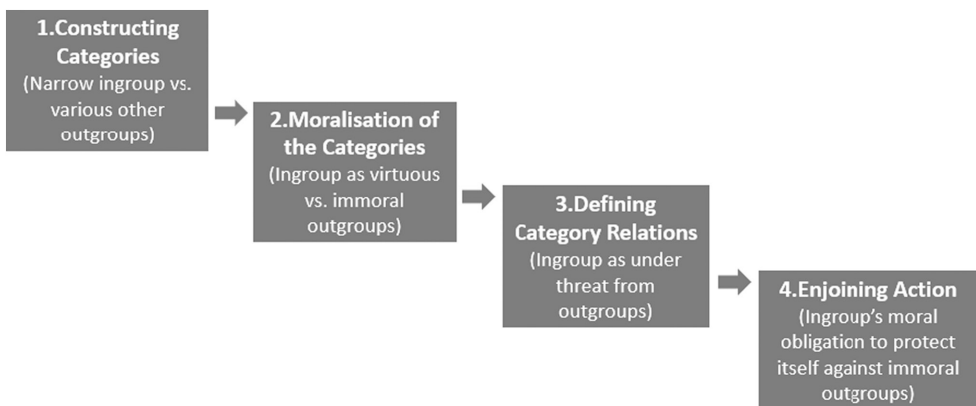 1.Constructing
Categories
(Narrow ingroup vs.
various other
outgroups)
2.Moralisation of
the Categories
(Ingroup as virtuous
vs. immoral
outgroups)
3.Defining
Category Relations
(Ingroup as under
threat from
outgroups)
4.Enjoining Action
(Ingroup’s moral
obligation to protect
itself against immoral
outgroups)